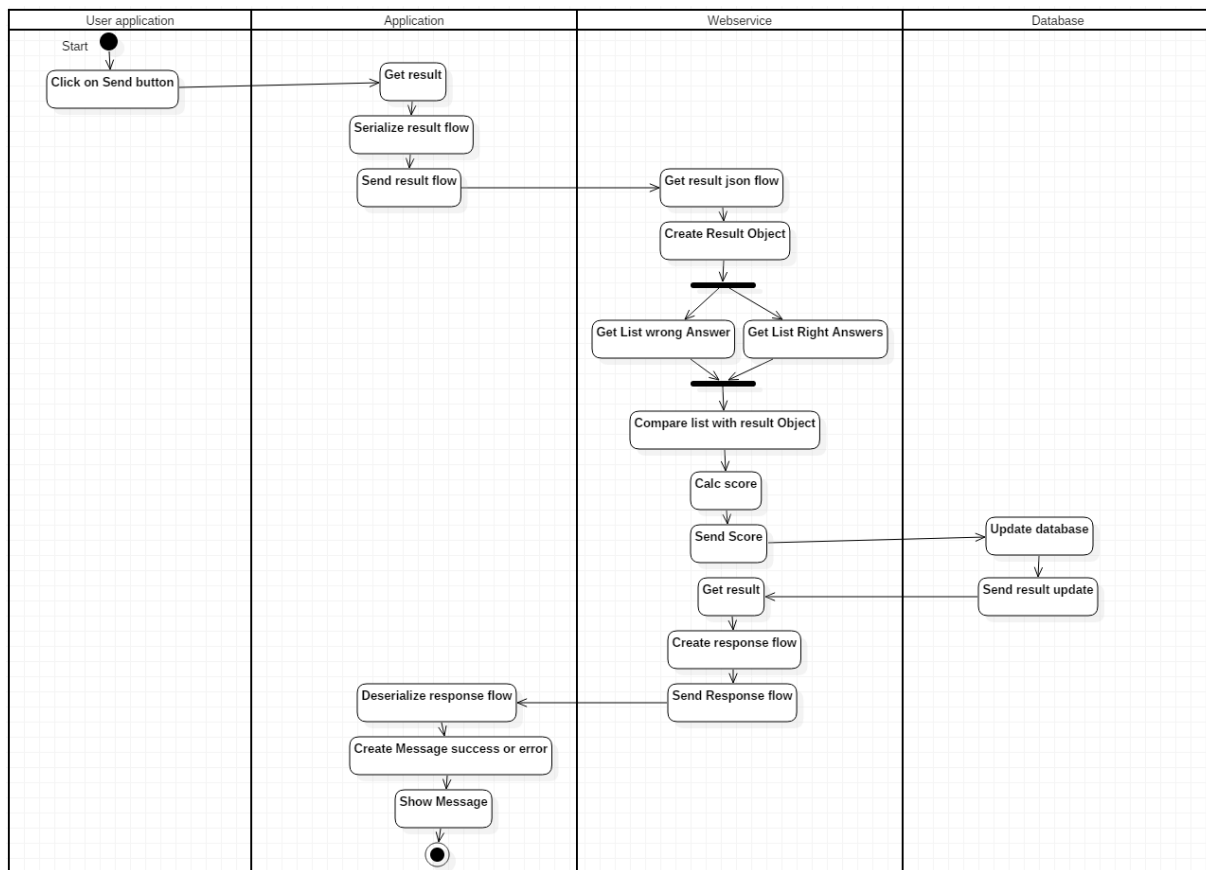 User application
Application
Webservice
Database
Start
Click on Send button
Get result
Serialize result flow
Send result flow
Get result json flow
Create Result Object
Get List wrong Answer
Get List Right Answers
Compare list with result Object
Calc score
Send Score
Update database
Send result update
Get result
Create response flow
Send Response flow
Deserialize response flow
Create Message success or error
Show Message